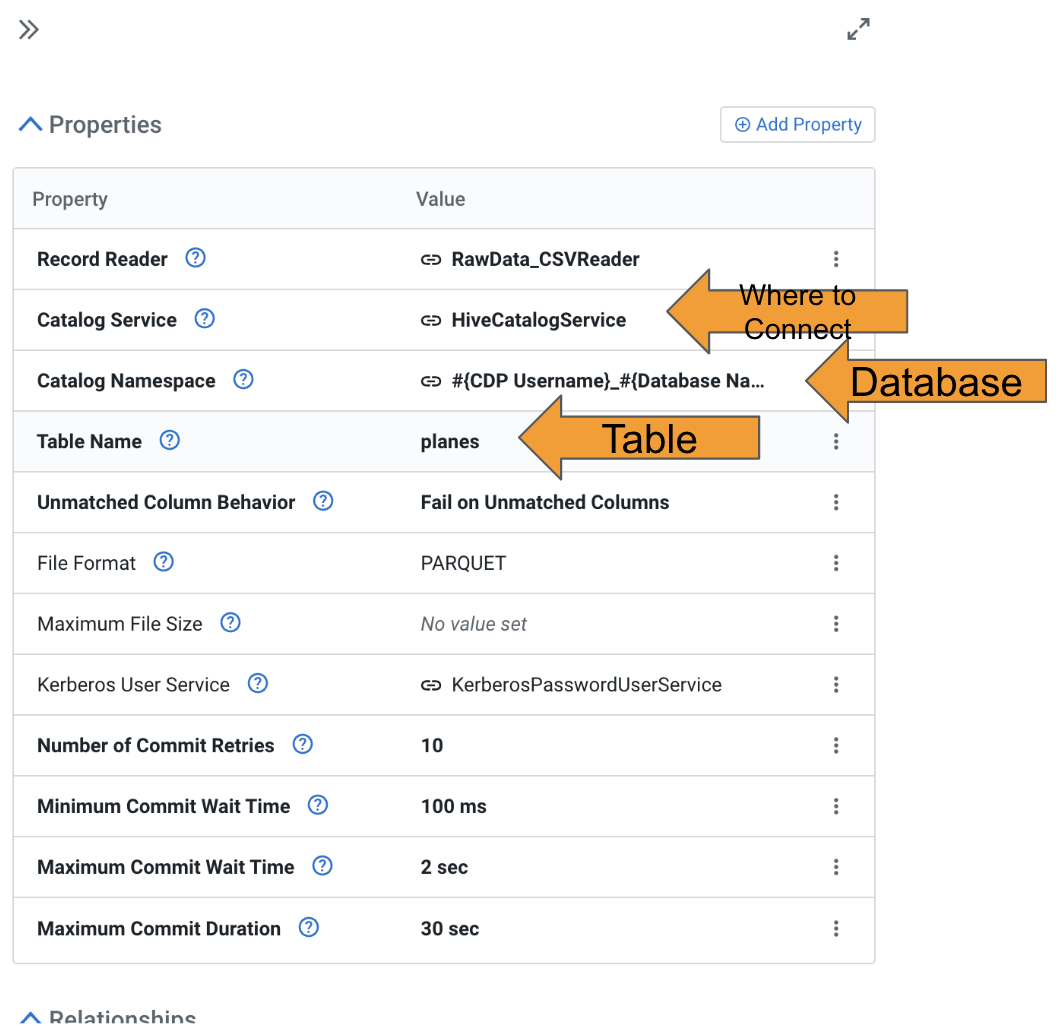 Properties
Add Property
Property Value
Record Reader RawData_CSVReader
Catalog Service HiveCatalogService
Where to
Connect
Catalog Namespace #{CDP Username}_#{Database Na...
Database
Table Name planes
Table
Unmatched Column Behavior Fail on Unmatched Columns
File Format PARQUET
Maximum File Size No value set
Kerberos User Service KerberosPasswordUserService
Number of Commit Retries 10
Minimum Commit Wait Time 100 ms
Maximum Commit Wait Time 2 sec
Maximum Commit Duration 30 sec
Relationships